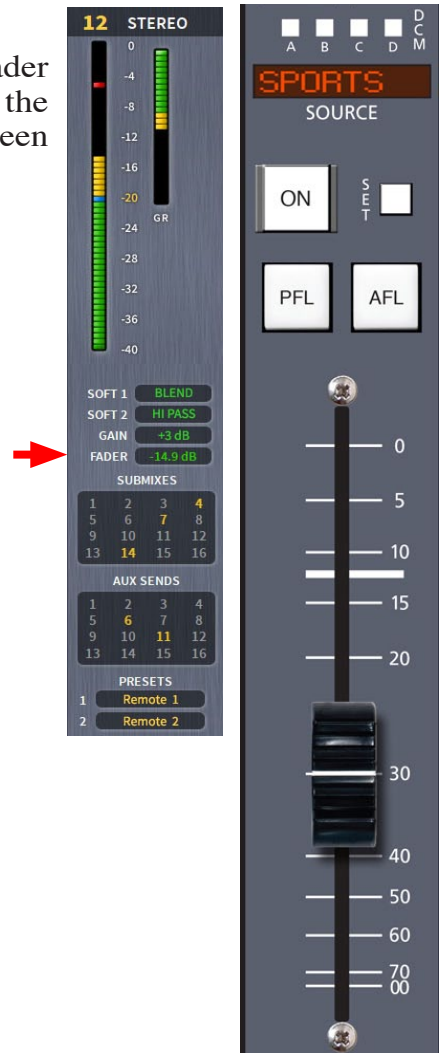 ader
the
een
12 STEREO
0
-4
-8
-12
-16
-20
-24
-28
-32
-36
-40
GR
SOFT 1 BLEND
SOFT 2 HI PASS
GAIN +3 dB
FADER -14.9 dB
SUBMIXES
1 2 3 4
5 6 7 8
9 10 11 12
13 14 15 16
AUX SENDS
1 2 3 4
5 6 7 8
9 10 11 12
13 14 15 16
PRESETS
1 Remote 1
2 Remote 2
A B C D DCM
SPORTS
SOURCE
ON SET
PFL AFL
0
5
10
15
20
30
40
50
60
70
00